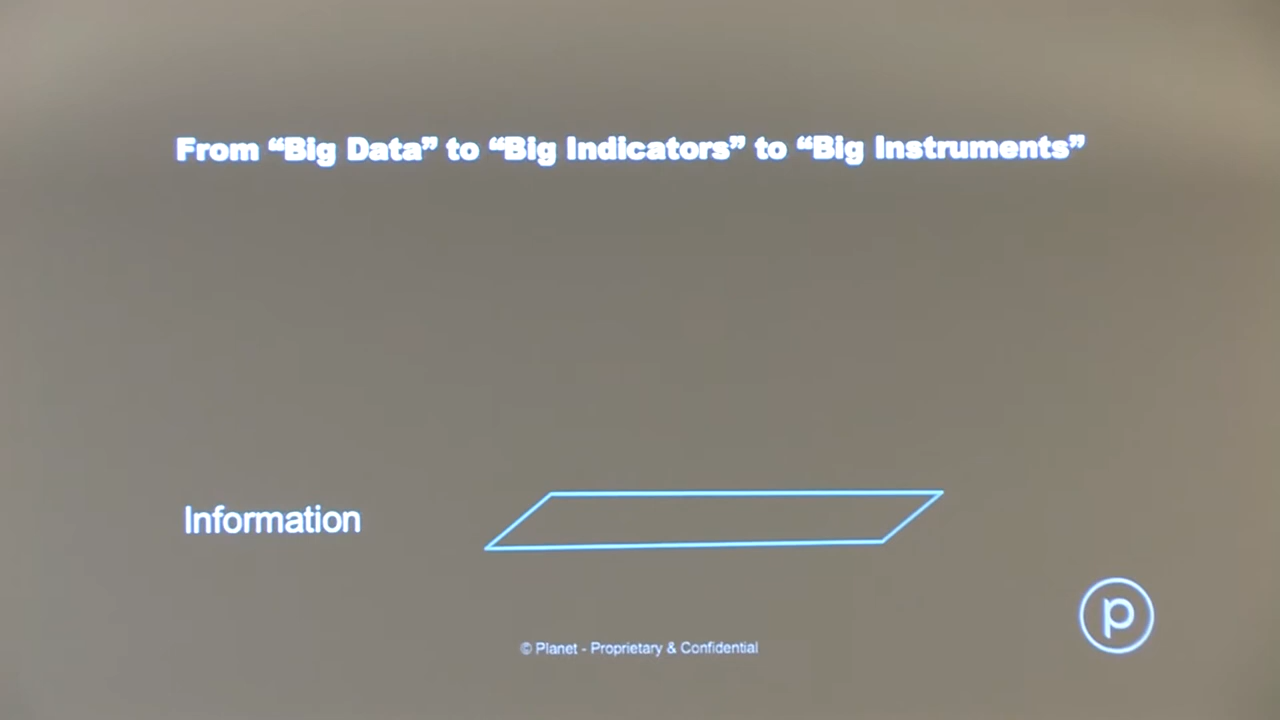 From “Big Data” to “Big Indicators” to “Big Instruments”
Information
p
© Planet - Proprietary & Confidential